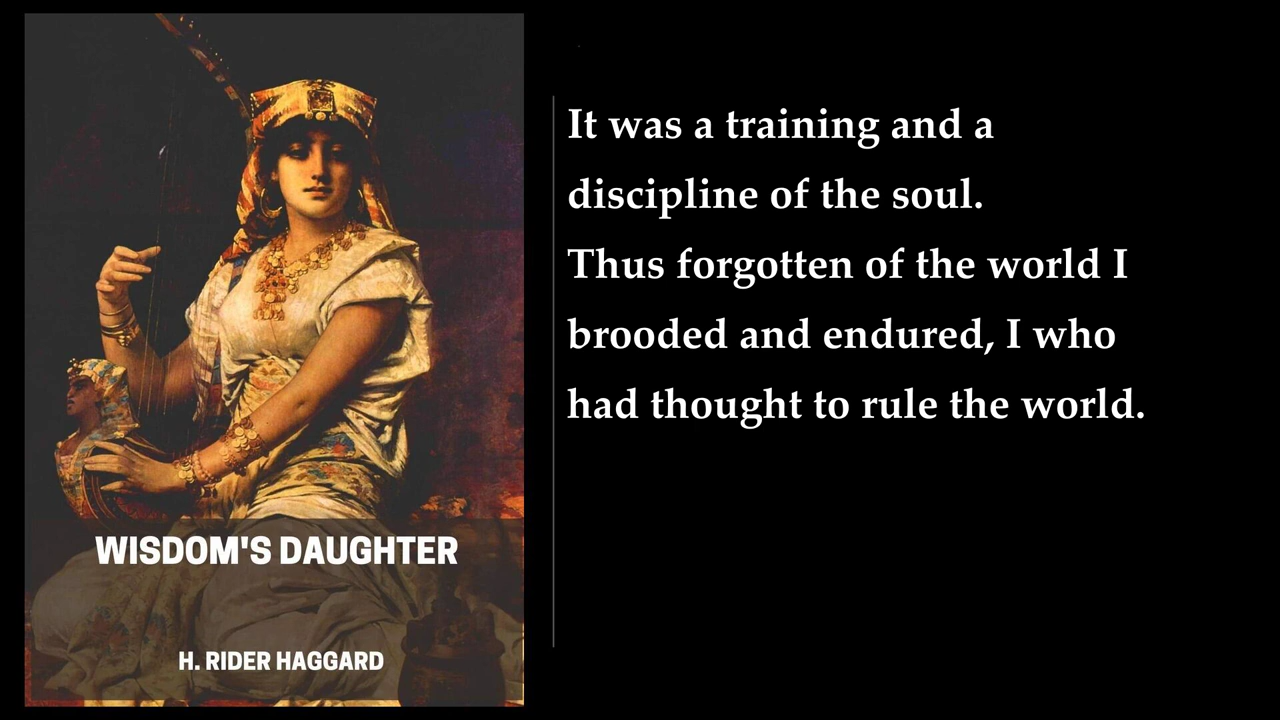 WISDOM'S DAUGHTER
H. RIDER HAGGARD
It was a training and a
discipline of the soul.
Thus forgotten of the world I
brooded and endured, I who
had thought to rule the world.